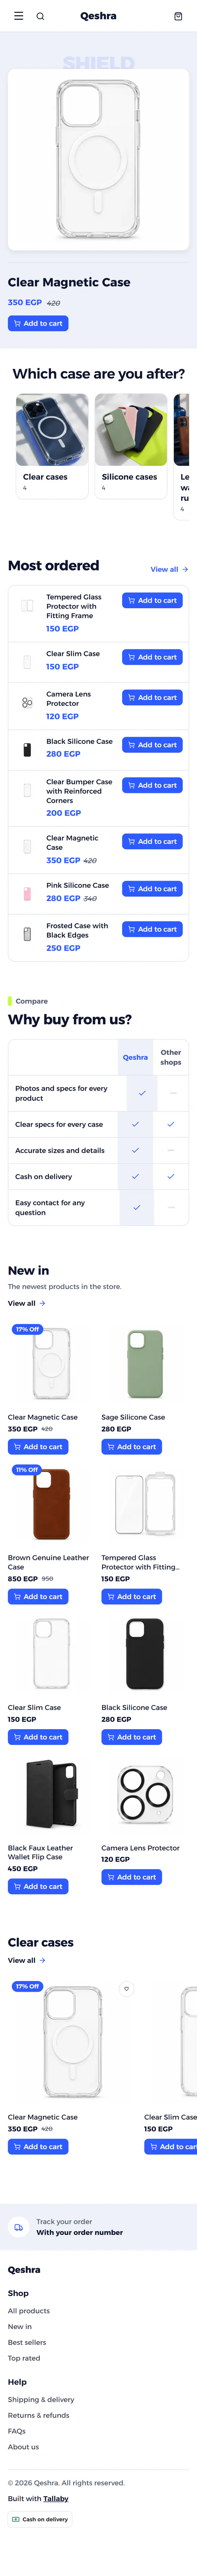 Qeshra
SHIELD
Clear Magnetic Case
350 EGP 420
Add to cart
Which case are you after?
Clear cases
4
Silicone cases
4
Le
wa
ru
4
Most ordered
View all
Tempered Glass
Protector with
Fitting Frame
150 EGP
Add to cart
Clear Slim Case
150 EGP
Add to cart
Camera Lens
Protector
120 EGP
Add to cart
Black Silicone Case
280 EGP
Add to cart
Clear Bumper Case
with Reinforced
Corners
200 EGP
Add to cart
Clear Magnetic
Case
350 EGP 420
Add to cart
Pink Silicone Case
280 EGP 340
Add to cart
Frosted Case with
Black Edges
250 EGP
Add to cart
Compare
Why buy from us?
Qeshra
Other
shops
Photos and specs for every
product
Clear specs for every case
Accurate sizes and details
Cash on delivery
Easy contact for any
question
New in
The newest products in the store.
View all
17% Off
Clear Magnetic Case
350 EGP 420
Add to cart
Sage Silicone Case
280 EGP
Add to cart
11% Off
Brown Genuine Leather
Case
850 EGP 950
Add to cart
Tempered Glass
Protector with Fitting...
150 EGP
Add to cart
Clear Slim Case
150 EGP
Add to cart
Black Silicone Case
280 EGP
Add to cart
Black Faux Leather
Wallet Flip Case
450 EGP
Add to cart
Camera Lens Protector
120 EGP
Add to cart
Clear cases
View all
17% Off
Clear Magnetic Case
350 EGP 420
Add to cart
Clear Slim Case
150 EGP
Add to cart
Track your order
With your order number
Qeshra
Shop
All products
New in
Best sellers
Top rated
Help
Shipping & delivery
Returns & refunds
FAQs
About us
© 2026 Qeshra. All rights reserved.
Built with Tallaby
Cash on delivery